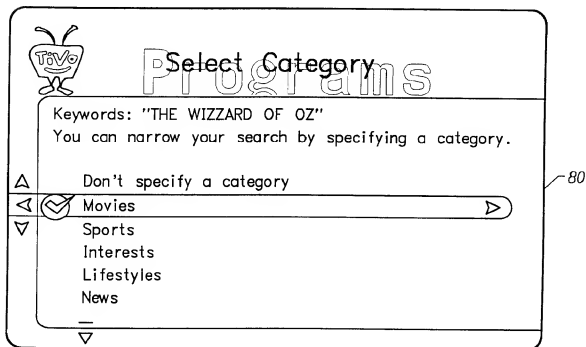 TiVo
Programs
Select Category
Keywords: "THE WIZZARD OF OZ"
You can narrow your search by specifying a category.
Don't specify a category
Movies
Sports
Interests
Lifestyles
News
80